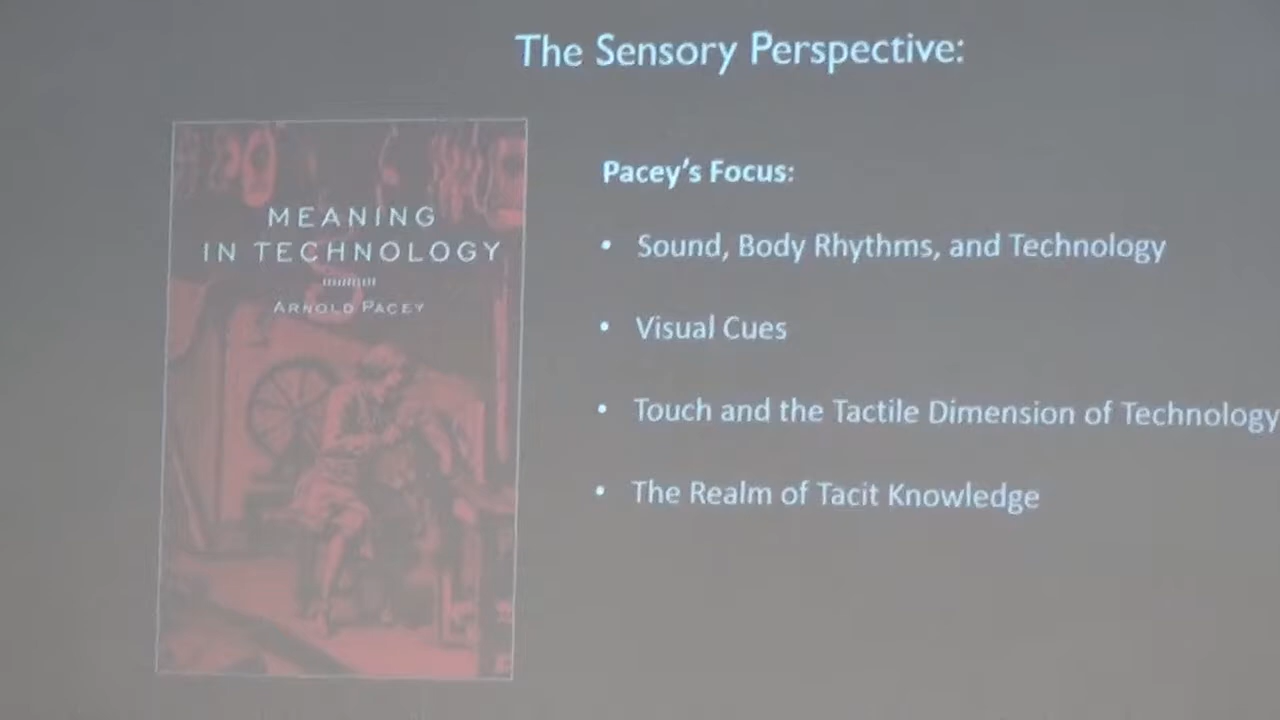 The Sensory Perspective:
MEANING
IN TECHNOLOGY
ARNOLD PACEY
Pacey's Focus:
• Sound, Body Rhythms, and Technology
• Visual Cues
• Touch and the Tactile Dimension of Technology
• The Realm of Tacit Knowledge